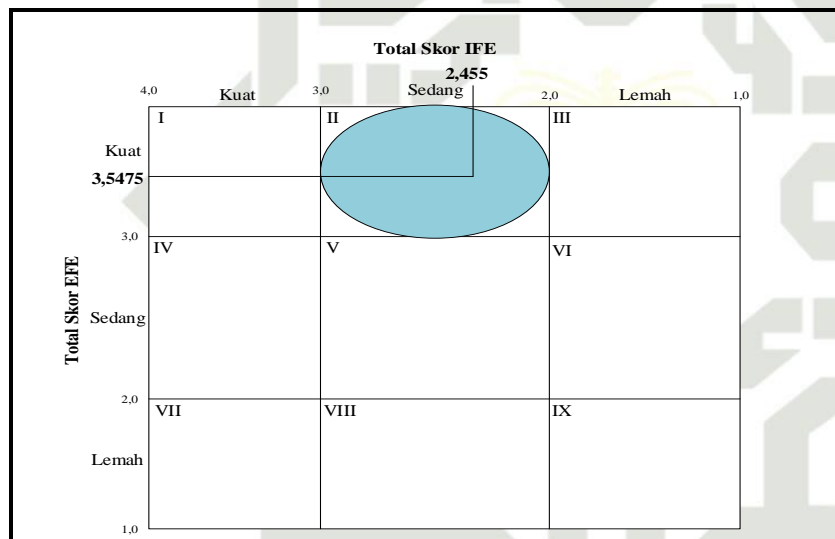 Total Skor IFE
2,455
4,0 Kuat 3,0 Sedang 2,0 Lemah 1,0
I II III
Kuat
3,5475
3,0
IV V VI
Total Skor EFE
Sedang
2,0
VII VIII IX
Lemah
1,0